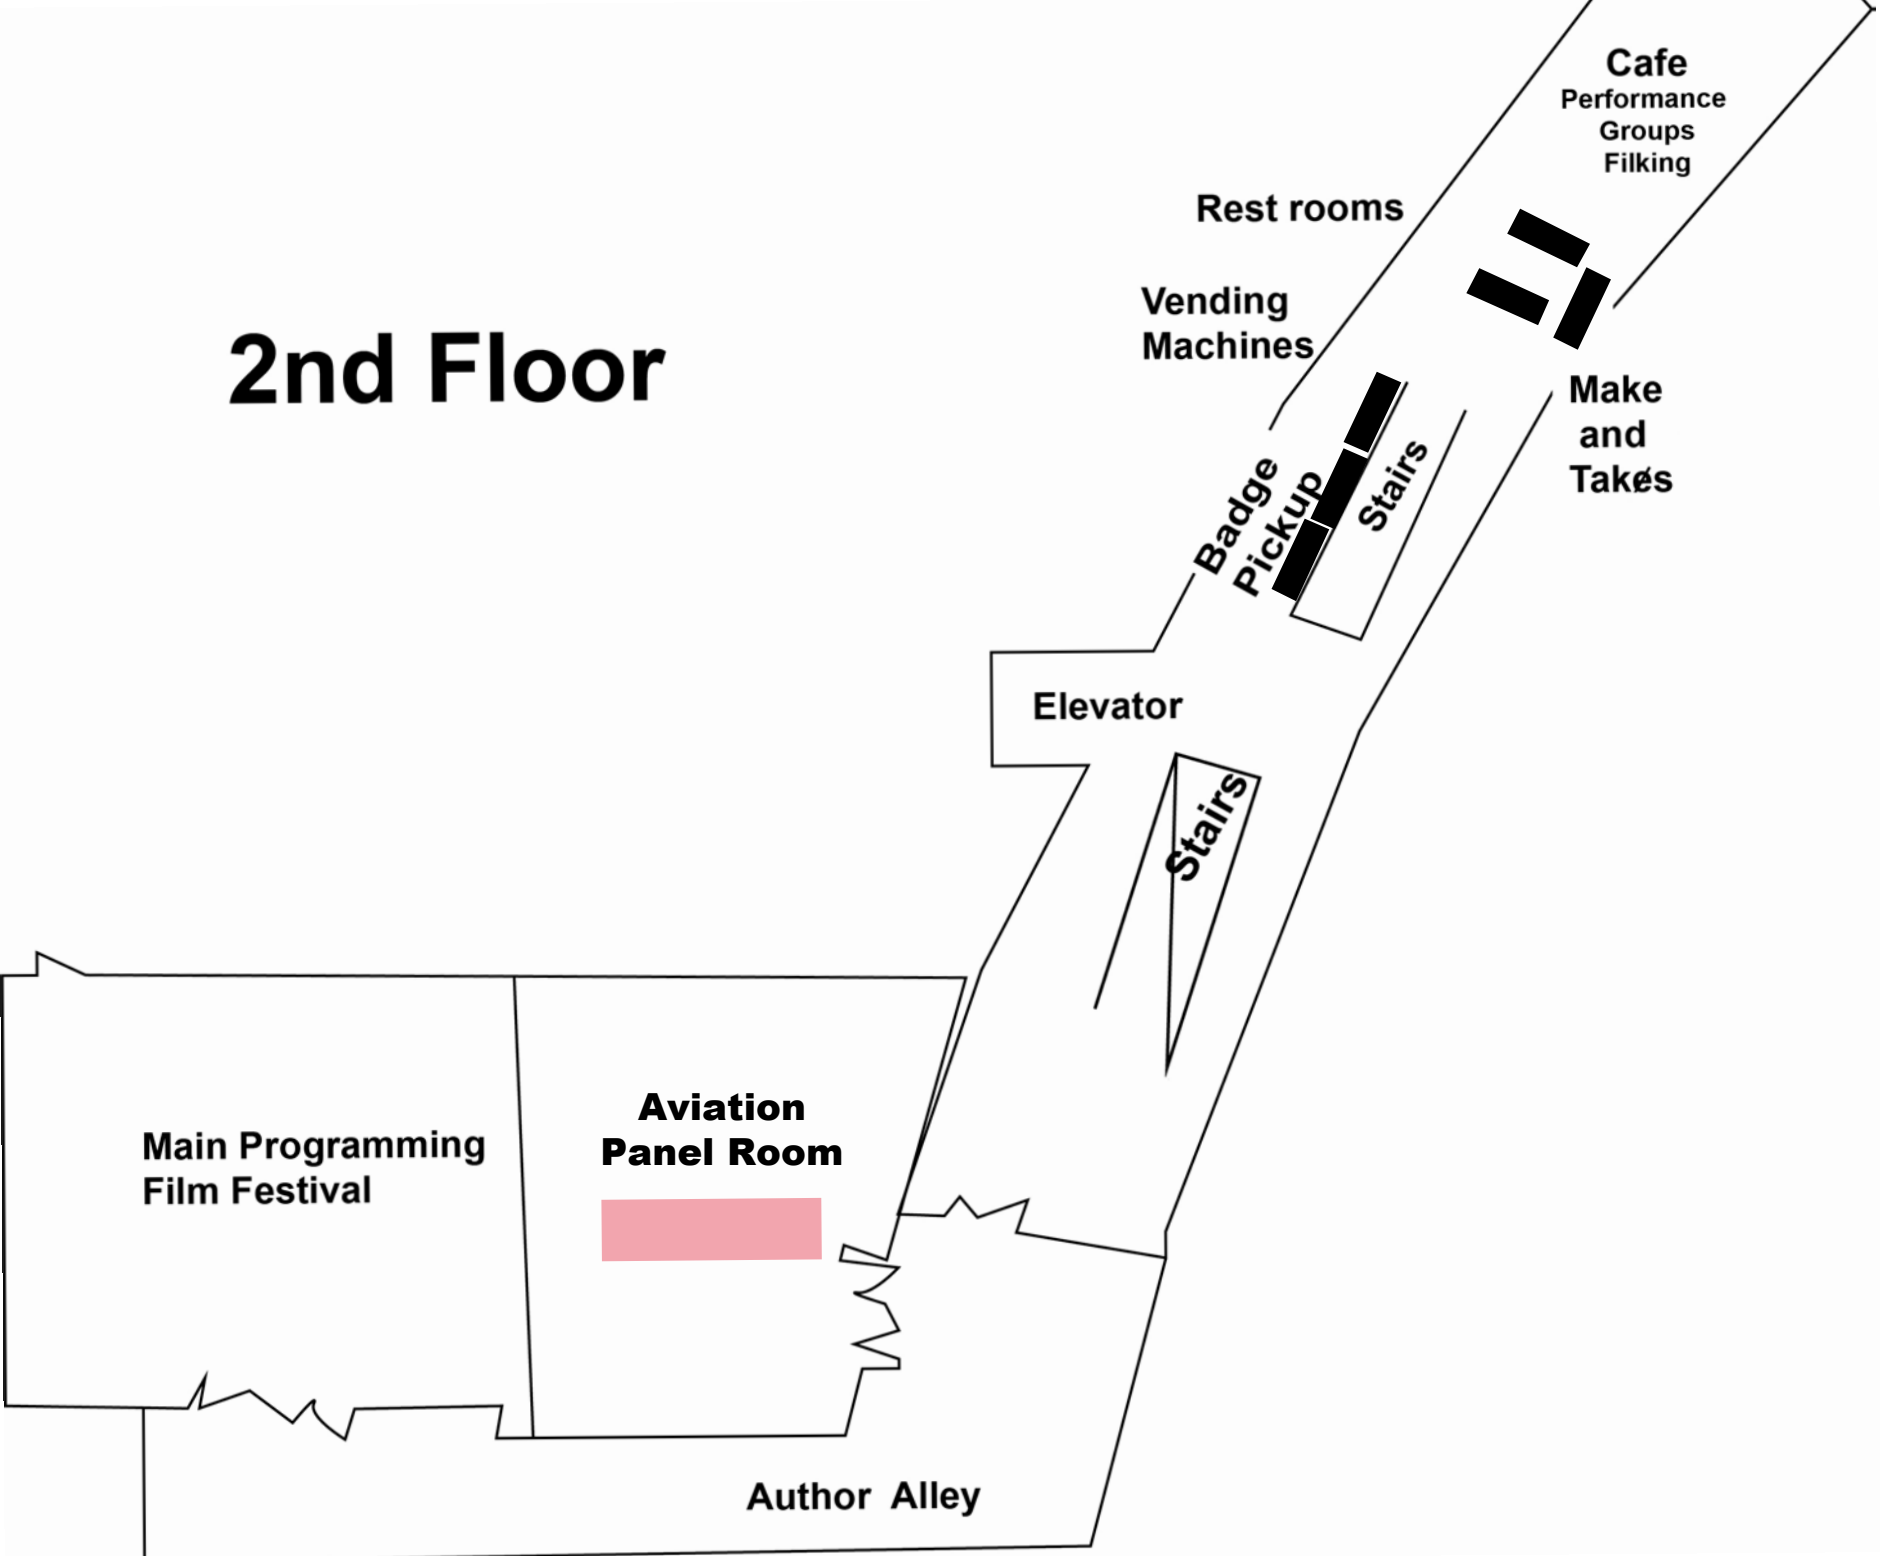 Cafe
Performance
Groups
Filking
Rest rooms
Vending
Machines
2nd Floor
Make
and
Takes
Badge
Pickup
Stairs
Elevator
Stairs
Aviation
Panel Room
Main Programming
Film Festival
Author Alley